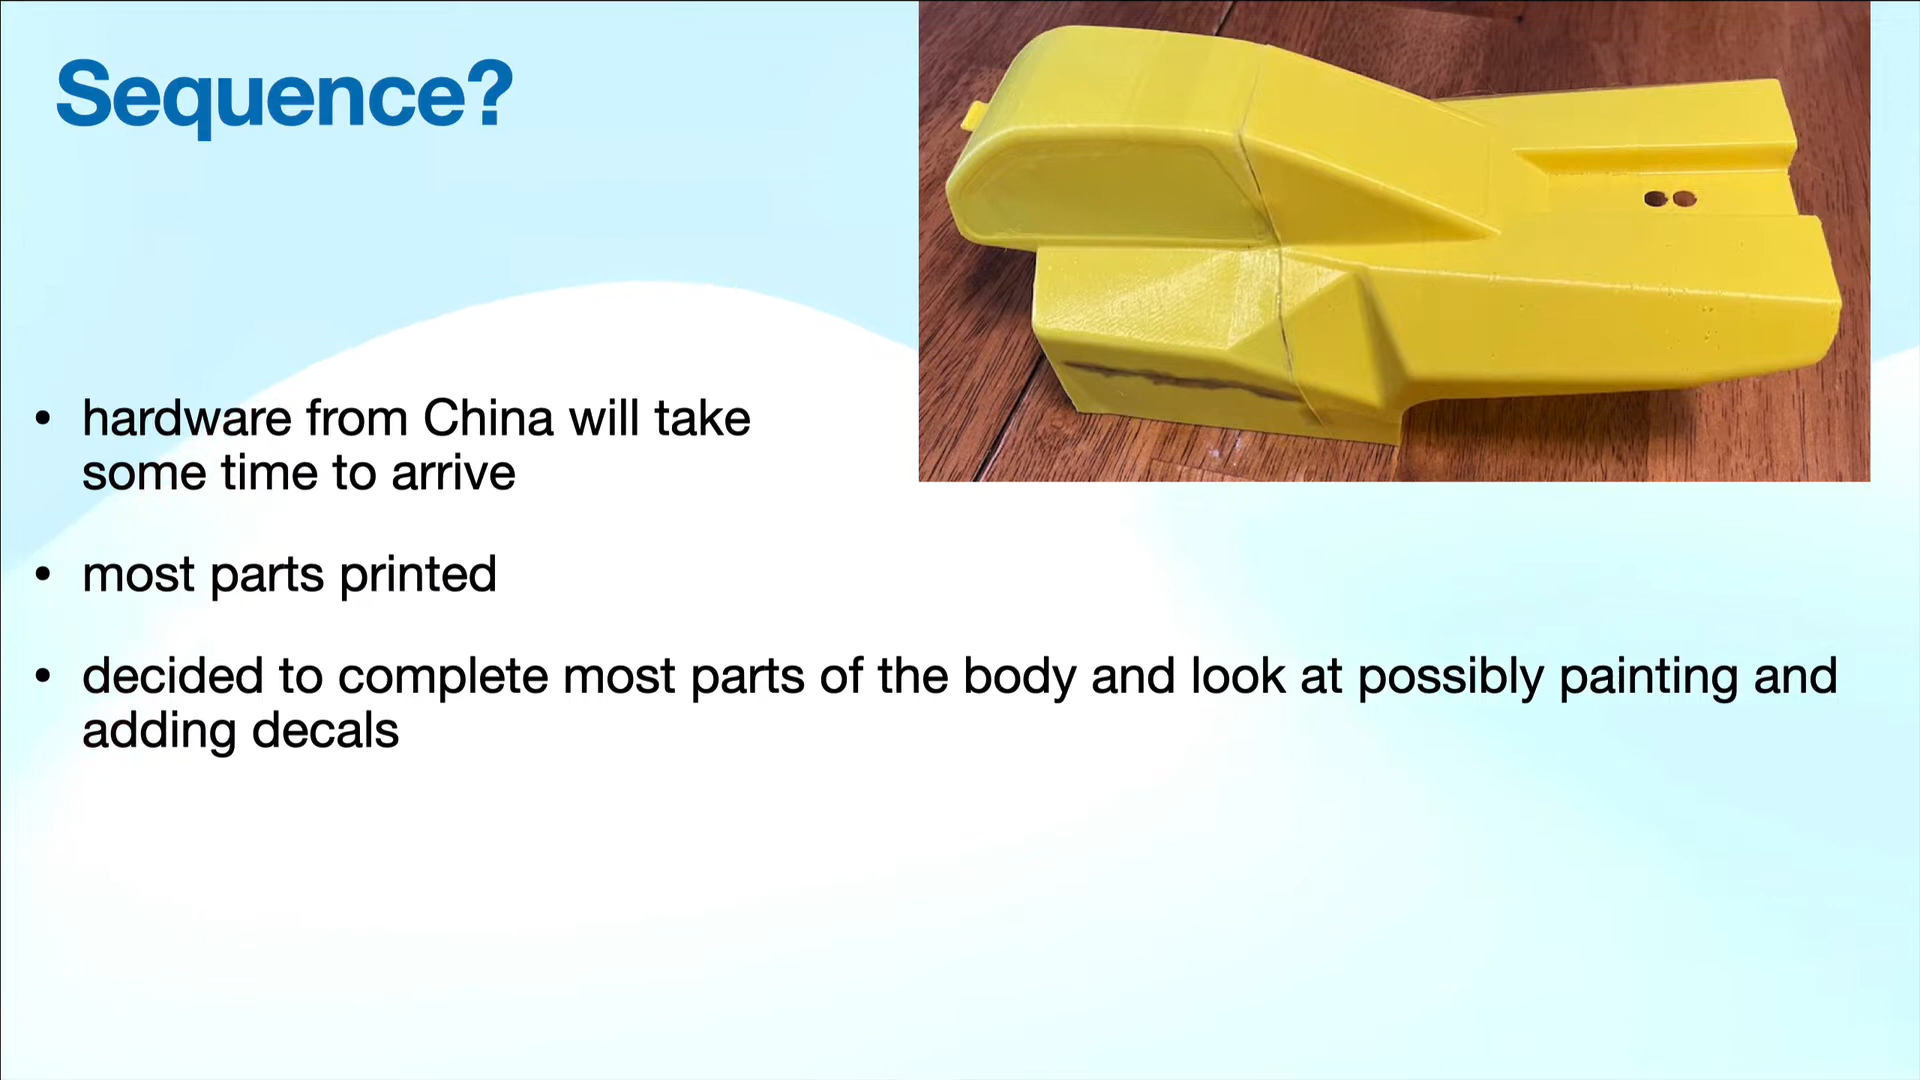 Sequence?
• hardware from China will take
some time to arrive
• most parts printed
• decided to complete most parts of the body and look at possibly painting and
adding decals